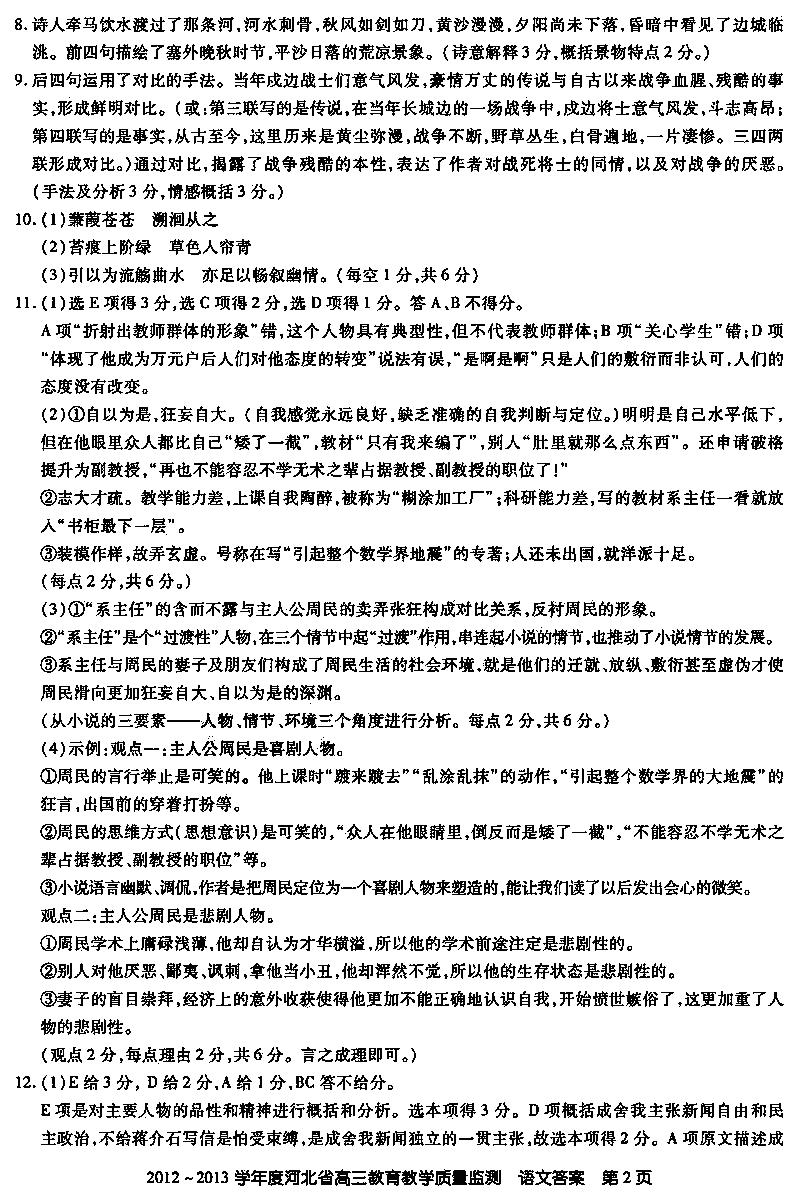 8.诗人牵马饮水渡过了那条河,河水刺骨,秋风如剑如刀,黄沙漫漫,夕阳尚未下落,昏暗中看见了边城临
洮。前四句描绘了塞外晚秋时节,平沙日落的荒凉景象。(诗意解释3分,概括景物特点2分。)
9.后四句运用了对比的手法。当年戍边战士们意气风发,豪情万丈的传说与自古以来战争血腥、残酷的事
实,形成鲜明对比。(或:第三联写的是传说,在当年长城边的一场战争中,戍边将士意气风发,斗志高昂;
第四联写的是事实,从古至今,这里历来是黄尘弥漫,战争不断,野草丛生,白骨遍地,一片凄惨。三四两
联形成对比。)通过对比,揭露了战争残酷的本性,表达了作者对战死将士的同情,以及对战争的厌恶。
(手法及分析3分,情感概括3分。)
10.(1)蒹葭苍苍 溯洄从之
(2)苔痕上阶绿 草色入帘青
(3)引以为流觞曲水 亦足以畅叙幽情。(每空1分,共6分)
11.(1)选E项得3分,选C项得2分,选D项得1分。答A、B不得分。
A项“折射出教师群体的形象”错,这个人物具有典型性,但不代表教师群体;B项“关心学生”错;D项
“体现了他成为万元户后人们对他态度的转变”说法有误,“是啊是啊”只是人们的敷衍而非认可,人们的
态度没有改变。
(2)①自以为是,狂妄自大。(自我感觉永远良好,缺乏准确的自我判断与定位。)明明是自己水平低下,
但在他眼里众人都比自己“矮了一截”,教材“只有我来编了”,别人“肚里就那么点东西”。还申请破格
提升为副教授,“再也不能容忍不学无术之辈占据教授、副教授的职位了!”
②志大才疏。教学能力差,上课自我陶醉,被称为“糊涂加工厂”;科研能力差,写的教材系主任一看就放
入“书柜最下一层”。
③装模作样,故弄玄虚。号称在写“引起整个数学界地震”的专著;人还未出国,就洋派十足。
(每点2分,共6分。)
(3)①“系主任”的含而不露与主人公周民的卖弄张狂构成对比关系,反衬周民的形象。
②“系主任”是个“过渡性”人物,在三个情节中起“过渡”作用,串连起小说的情节,也推动了小说情节的发展。
③系主任与周民的妻子及朋友们构成了周民生活的社会环境,就是他们的迁就、放纵、敷衍甚至虚伪才使
周民滑向更加狂妄自大、自以为是的深渊。
(从小说的三要素——人物、情节、环境三个角度进行分析。每点2分,共6分。)
(4)示例:观点一:主人公周民是喜剧人物。
①周民的言行举止是可笑的。他上课时“踱来踱去”“乱涂乱抹”的动作,“引起整个数学界的大地震”的
狂言,出国前的穿着打扮等。
②周民的思维方式(思想意识)是可笑的,“众人在他眼睛里,倒反而是矮了一截”,“不能容忍不学无术之
辈占据教授、副教授的职位”等。
③小说语言幽默、调侃,作者是把周民定位为一个喜剧人物来塑造的,能让我们读了以后发出会心的微笑。
观点二:主人公周民是悲剧人物。
①周民学术上庸碌浅薄,他却自认为才华横溢,所以他的学术前途注定是悲剧性的。
②别人对他厌恶、鄙夷、讽刺,拿他当小丑,他却浑然不觉,所以他的生存状态是悲剧性的。
③妻子的盲目崇拜,经济上的意外收获使得他更加不能正确地认识自我,开始愤世嫉俗了,这更加重了人
物的悲剧性。
(观点2分,每点理由2分,共6分。言之成理即可。)
12.(1)E给3分, D给2分,A给1分,BC答不给分。
E项是对主要人物的品性和精神进行概括和分析。选本项得3分。D项概括成舍我主张新闻自由和民
主政治,不给蒋介石写信是怕受束缚,是成舍我新闻独立的一贯主张,故选本项得2分。A项原文描述成
2012~2013学年度河北省高三教育教学质量监测 语文答案 第2页